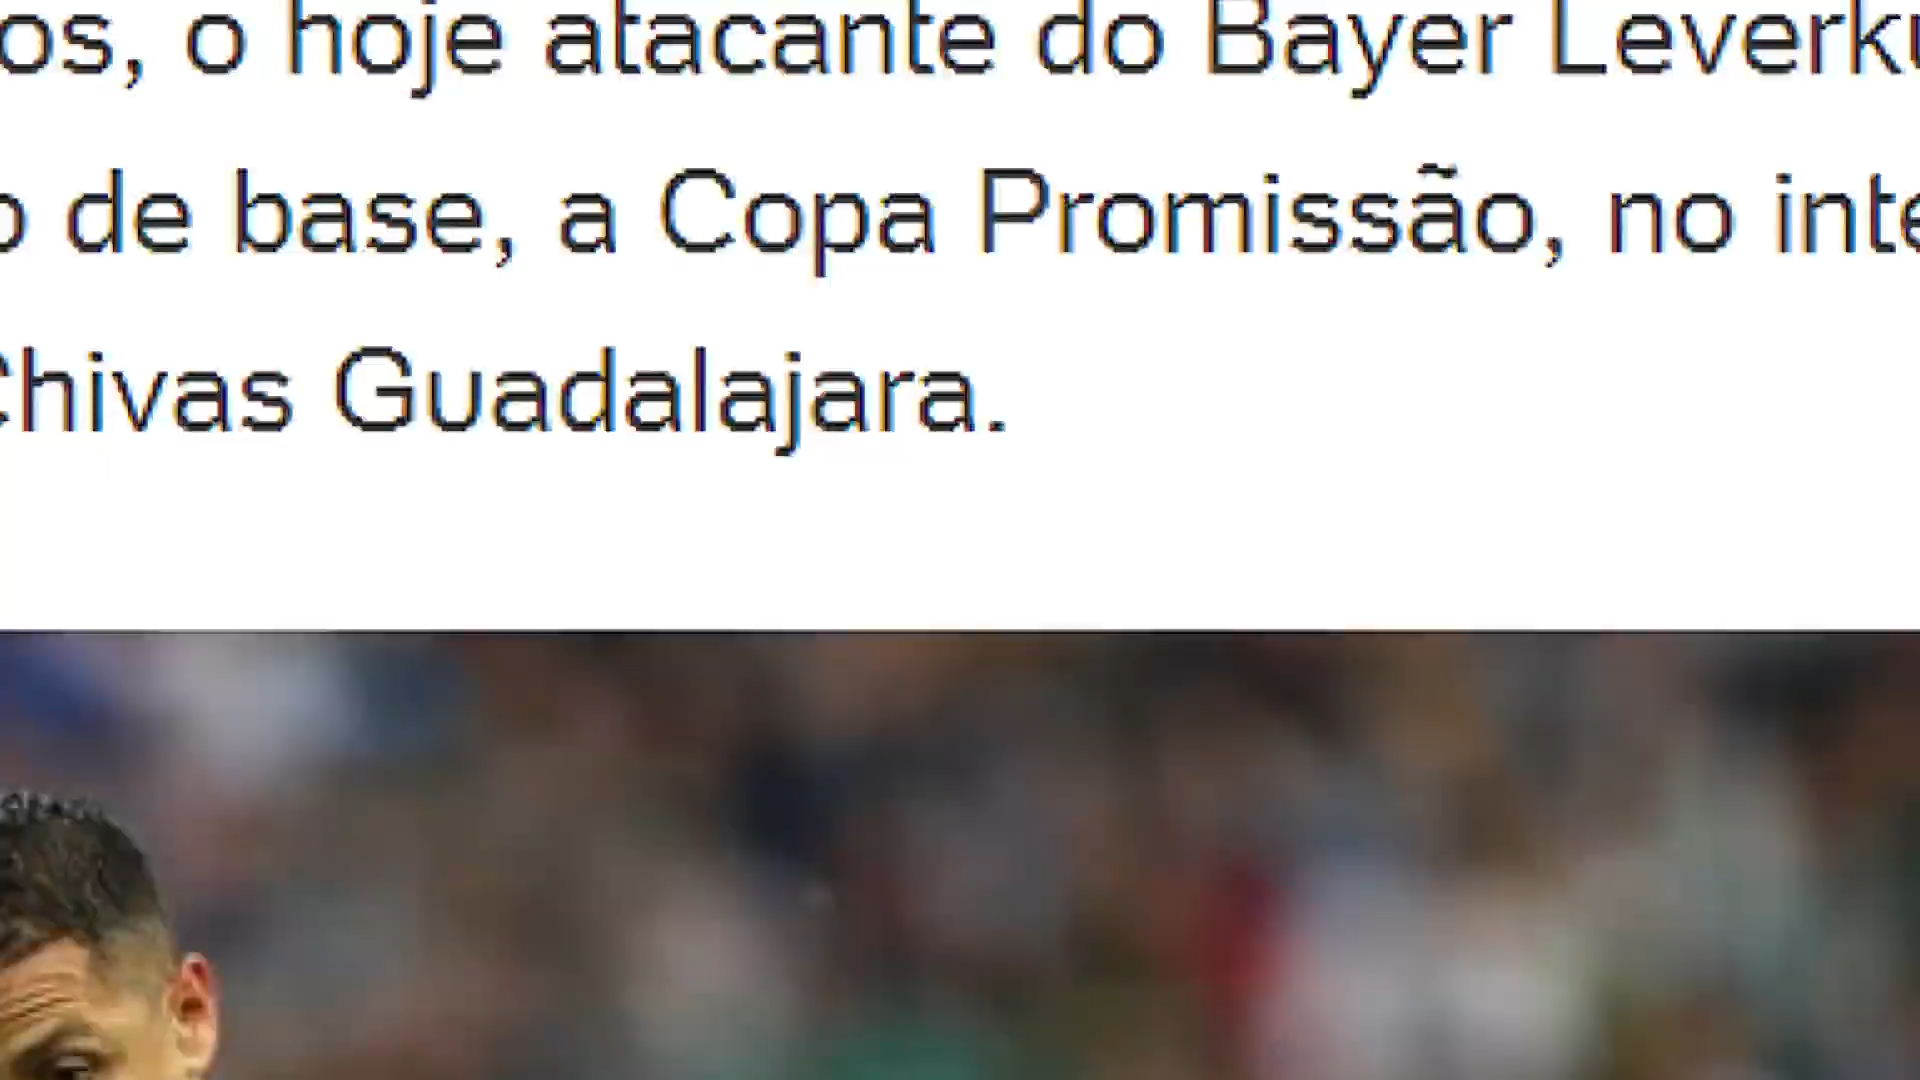 os, o hoje atacante do Bayer Leverku
o de base, a Copa Promissão, no inte
Chivas Guadalajara.